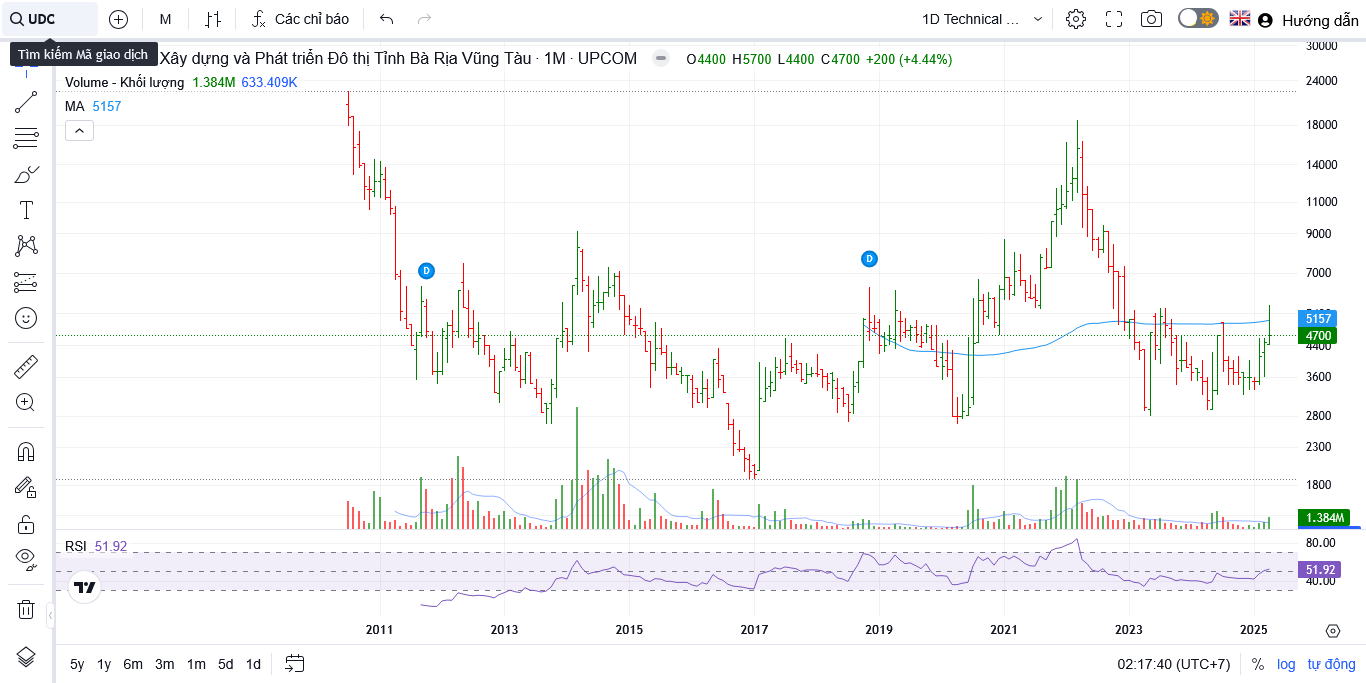 UDC M Các chỉ báo 1D Technical ... Hướng dẫn
Tìm kiếm Mã giao dịch
Xây dựng và Phát triển Đô thị Tỉnh Bà Rịa Vũng Tàu · 1M · UPCOM O4400 H5700 L4400 C4700 +200 (+4.44%)
Volume - Khối lượng 1.384M 633.409K
MA 5157
30000
24000
18000
14000
11000
9000
7000
5157
4700
4400
3600
2800
2300
1800
1.384M
D
D
RSI 51.92
80.00
51.92
40.00
2011 2013 2015 2017 2019 2021 2023 2025
5y 1y 6m 3m 1m 5d 1d 02:17:40 (UTC+7) % log tự động